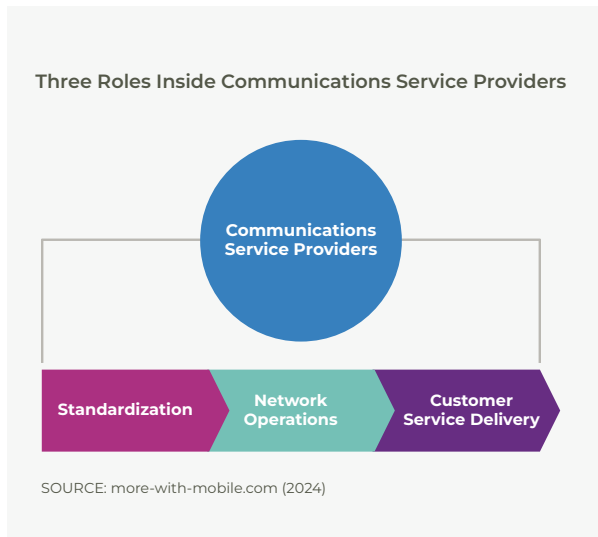 Three Roles Inside Communications Service Providers
Communications
Service Providers
Standardization
Network
Operations
Customer
Service Delivery
SOURCE: more-with-mobile.com (2024)